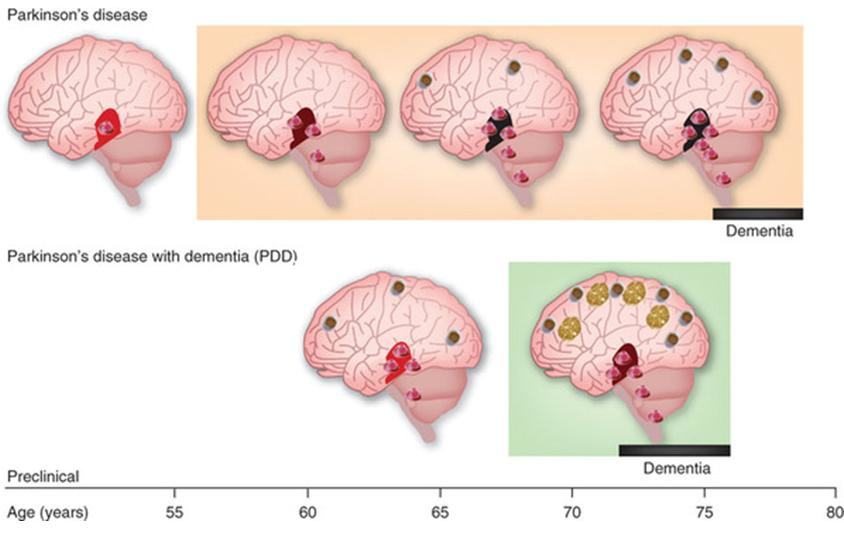 Parkinson's disease
Dementia
Parkinson's disease with dementia (PDD)
Dementia
Preclinical
Age (years) 55 60 65 70 75 80